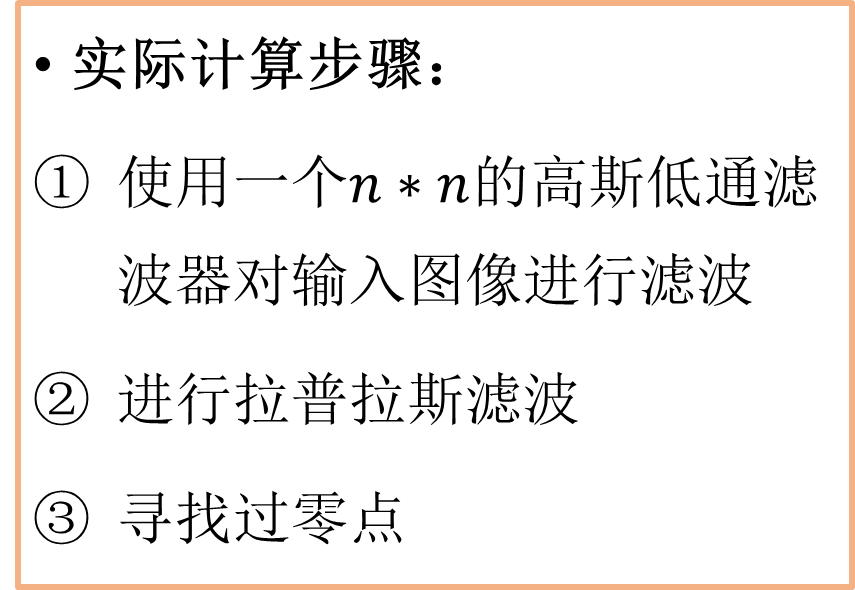 • 实际计算步骤：
① 使用一个𝑛 ∗ 𝑛的高斯低通滤
波器对输入图像进行滤波
② 进行拉普拉斯滤波
③ 寻找过零点